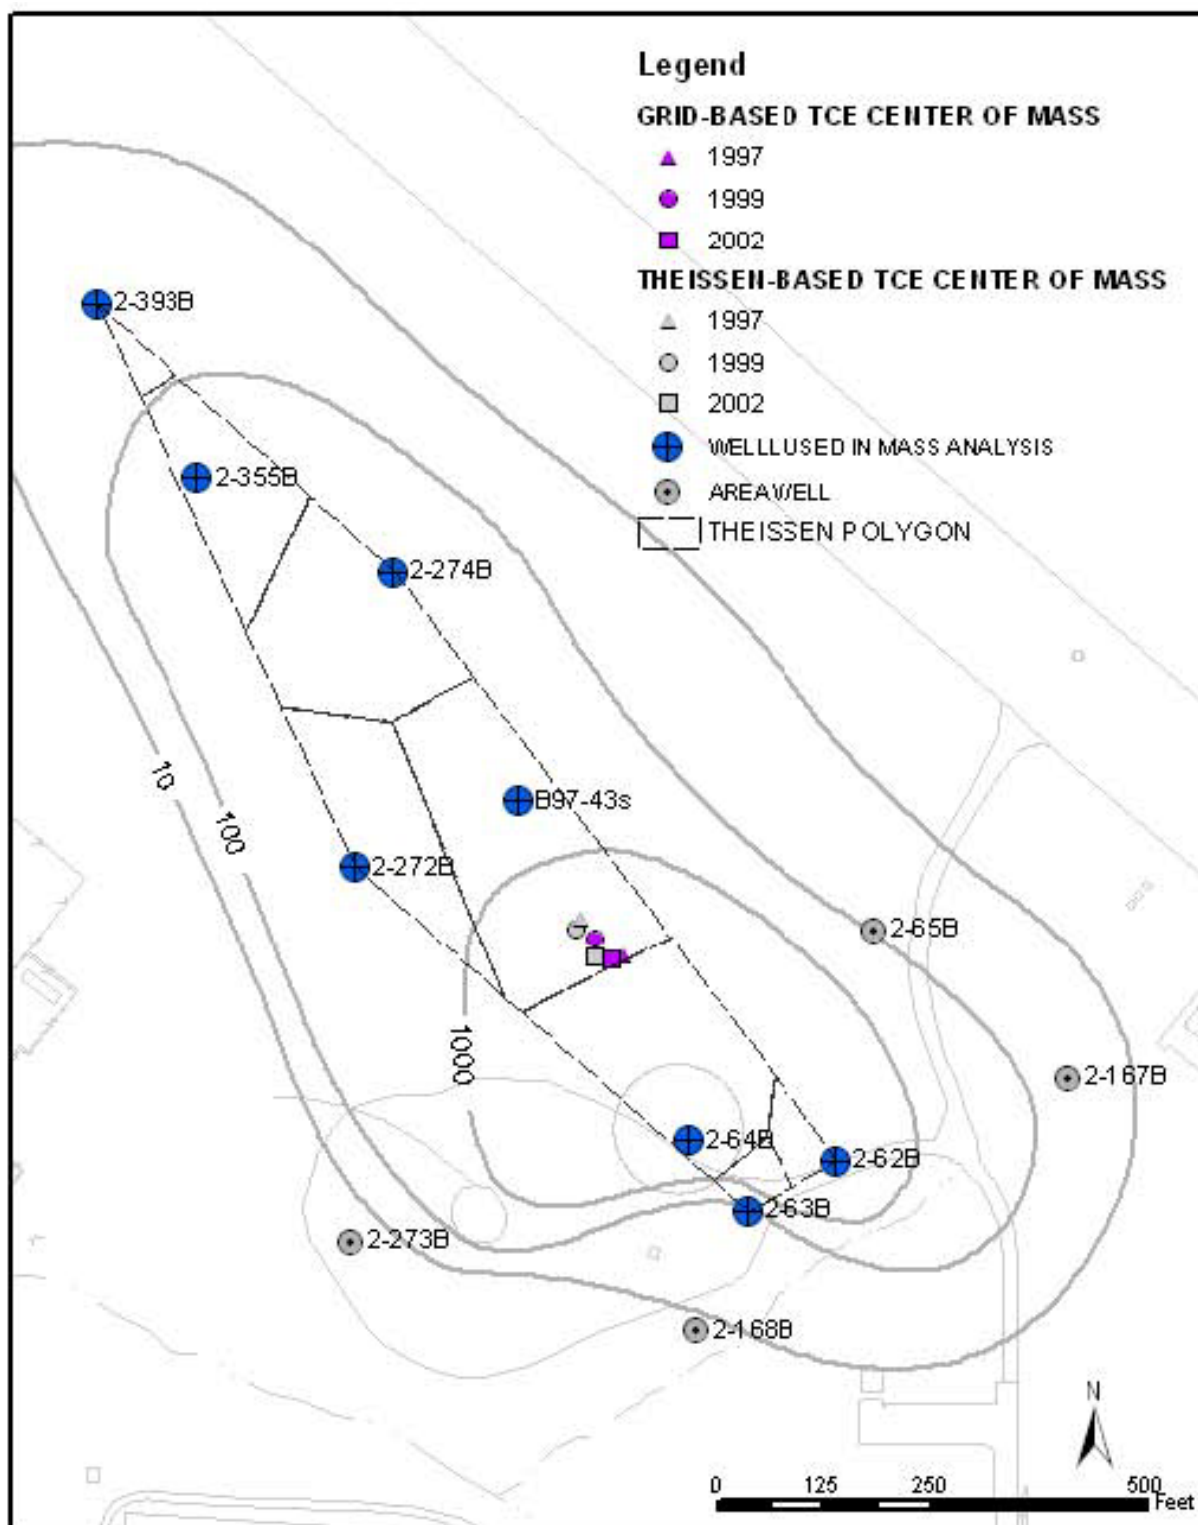 Legend
GRID-BASED TCE CENTER OF MASS
1997
1999
2002
THEISSEN-BASED TCE CENTER OF MASS
1997
1999
2002
WELLLUSED IN MASS ANALYSIS
AREAWELL
THEISSEN POLYGON
2-393B
2-355B
2-274B
10
100
B97-43s
2-272B
2-65B
1000
2-167B
2-64B
2-62B
2-63B
2-273B
2-168B
N
0 125 250 500
Feet